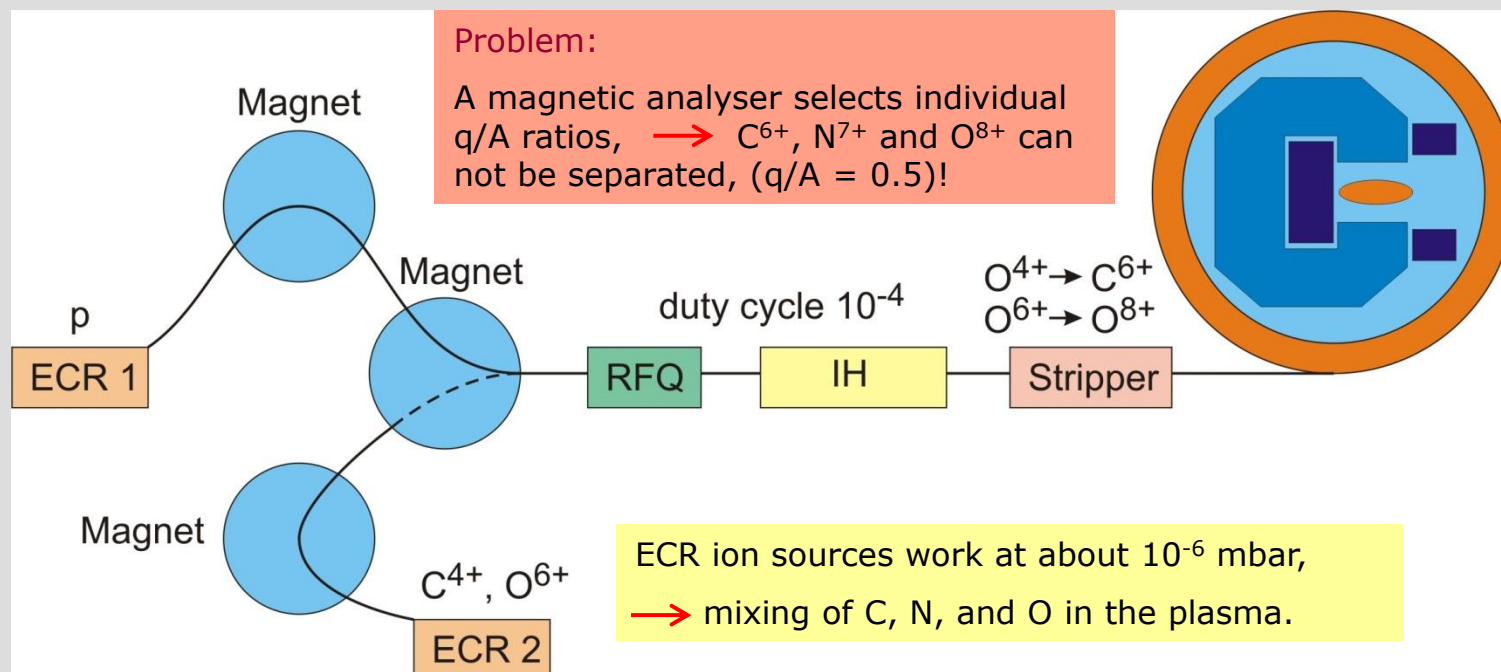 Problem:
A magnetic analyser selects individual
q/A ratios, → C⁶⁺, N⁷⁺ and O⁸⁺ can
not be separated, (q/A = 0.5)!
Magnet
Magnet
p
ECR 1
duty cycle 10⁻⁴
O⁴⁺→ C⁶⁺
O⁶⁺→ O⁸⁺
RFQ
IH
Stripper
Magnet
C⁴⁺, O⁶⁺
ECR 2
ECR ion sources work at about 10⁻⁶ mbar,
→ mixing of C, N, and O in the plasma.